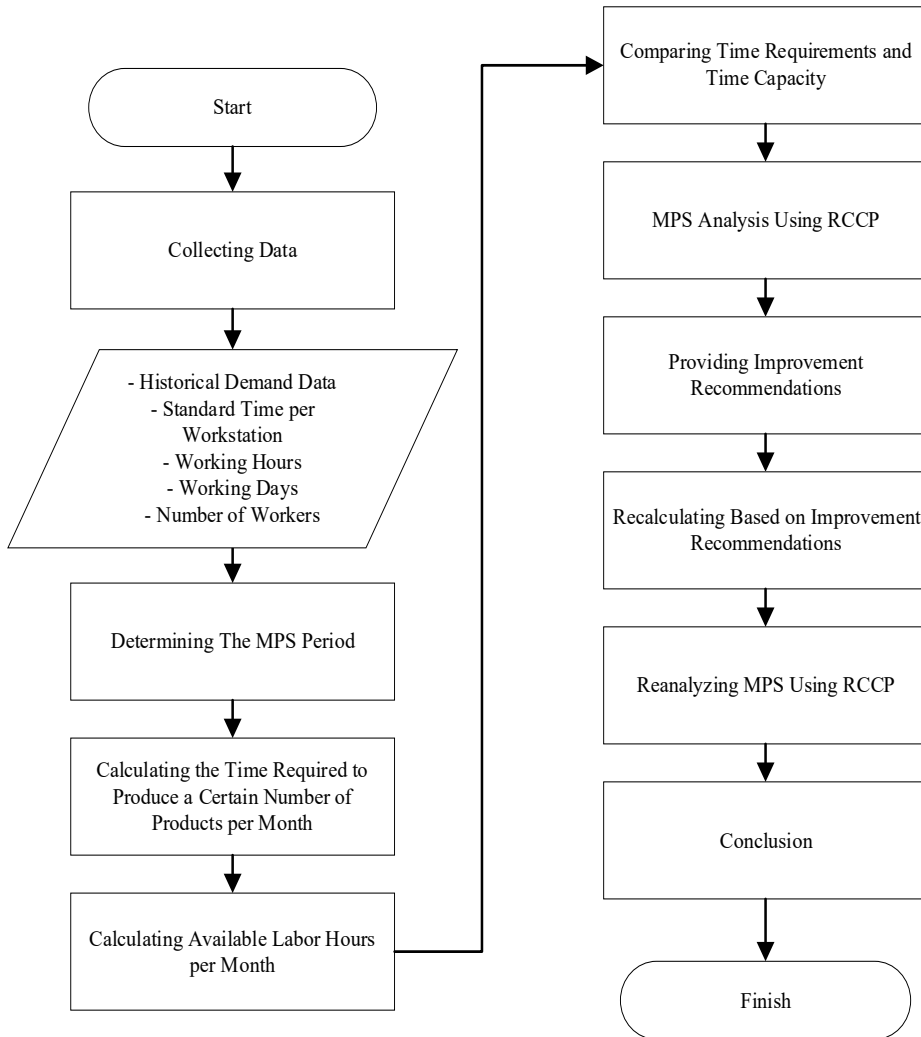 Start
Collecting Data
- Historical Demand Data
- Standard Time per
Workstation
- Working Hours
- Working Days
- Number of Workers
Determining The MPS Period
Calculating the Time Required to
Produce a Certain Number of
Products per Month
Calculating Available Labor Hours
per Month
Comparing Time Requirements and
Time Capacity
MPS Analysis Using RCCP
Providing Improvement
Recommendations
Recalculating Based on Improvement
Recommendations
Reanalyzing MPS Using RCCP
Conclusion
Finish